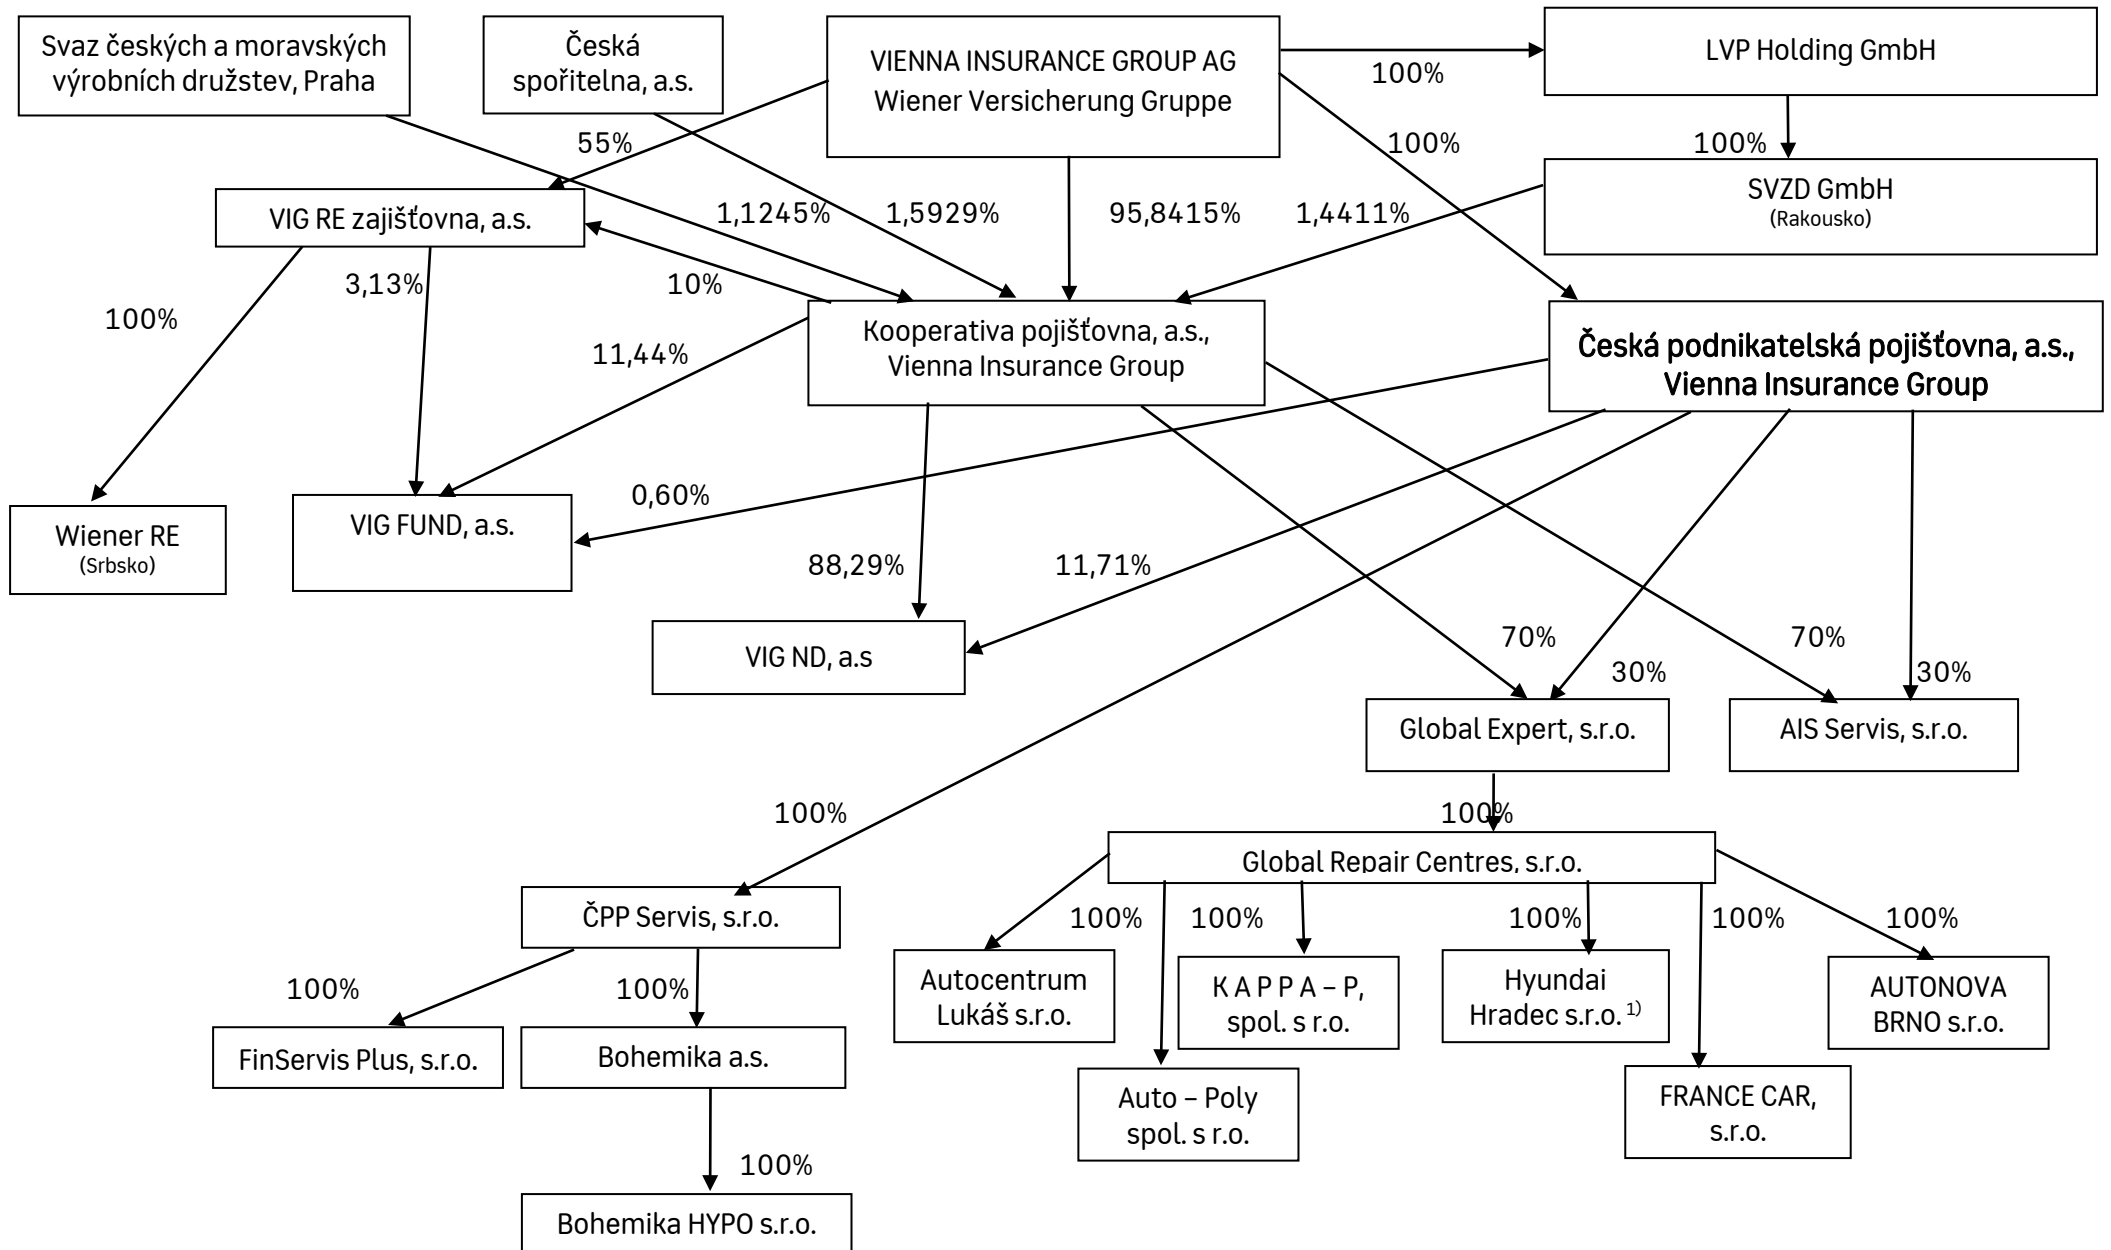 Svaz českých a moravských
výrobních družstev, Praha
Česká
spořitelna, a.s.
VIENNA INSURANCE GROUP AG
Wiener Versicherung Gruppe
LVP Holding GmbH
100%
55%
100%
100%
SVZD GmbH
(Rakousko)
VIG RE zajišťovna, a.s.
1,1245%
1,5929%
95,8415%
1,4411%
3,13%
10%
100%
Kooperativa pojišťovna, a.s.,
Vienna Insurance Group
Česká podnikatelská pojišťovna, a.s.,
Vienna Insurance Group
11,44%
0,60%
Wiener RE
(Srbsko)
VIG FUND, a.s.
88,29%
11,71%
VIG ND, a.s
70%
70%
30%
30%
Global Expert, s.r.o.
AIS Servis, s.r.o.
100%
100%
Global Repair Centres, s.r.o.
ČPP Servis, s.r.o.
100%
100%
100%
100%
100%
100%
100%
Autocentrum
Lukáš s.r.o.
K A P P A – P,
spol. s r.o.
Hyundai
Hradec s.r.o. 1)
AUTONOVA
BRNO s.r.o.
FinServis Plus, s.r.o.
Bohemika a.s.
Auto – Poly
spol. s r.o.
FRANCE CAR,
s.r.o.
100%
Bohemika HYPO s.r.o.